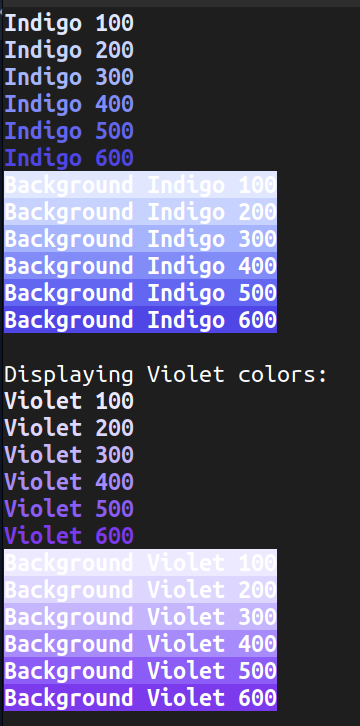 Indigo 100
Indigo 200
Indigo 300
Indigo 400
Indigo 500
Indigo 600
Background Indigo 100
Background Indigo 200
Background Indigo 300
Background Indigo 400
Background Indigo 500
Background Indigo 600
Displaying Violet colors:
Violet 100
Violet 200
Violet 300
Violet 400
Violet 500
Violet 600
Background Violet 100
Background Violet 200
Background Violet 300
Background Violet 400
Background Violet 500
Background Violet 600